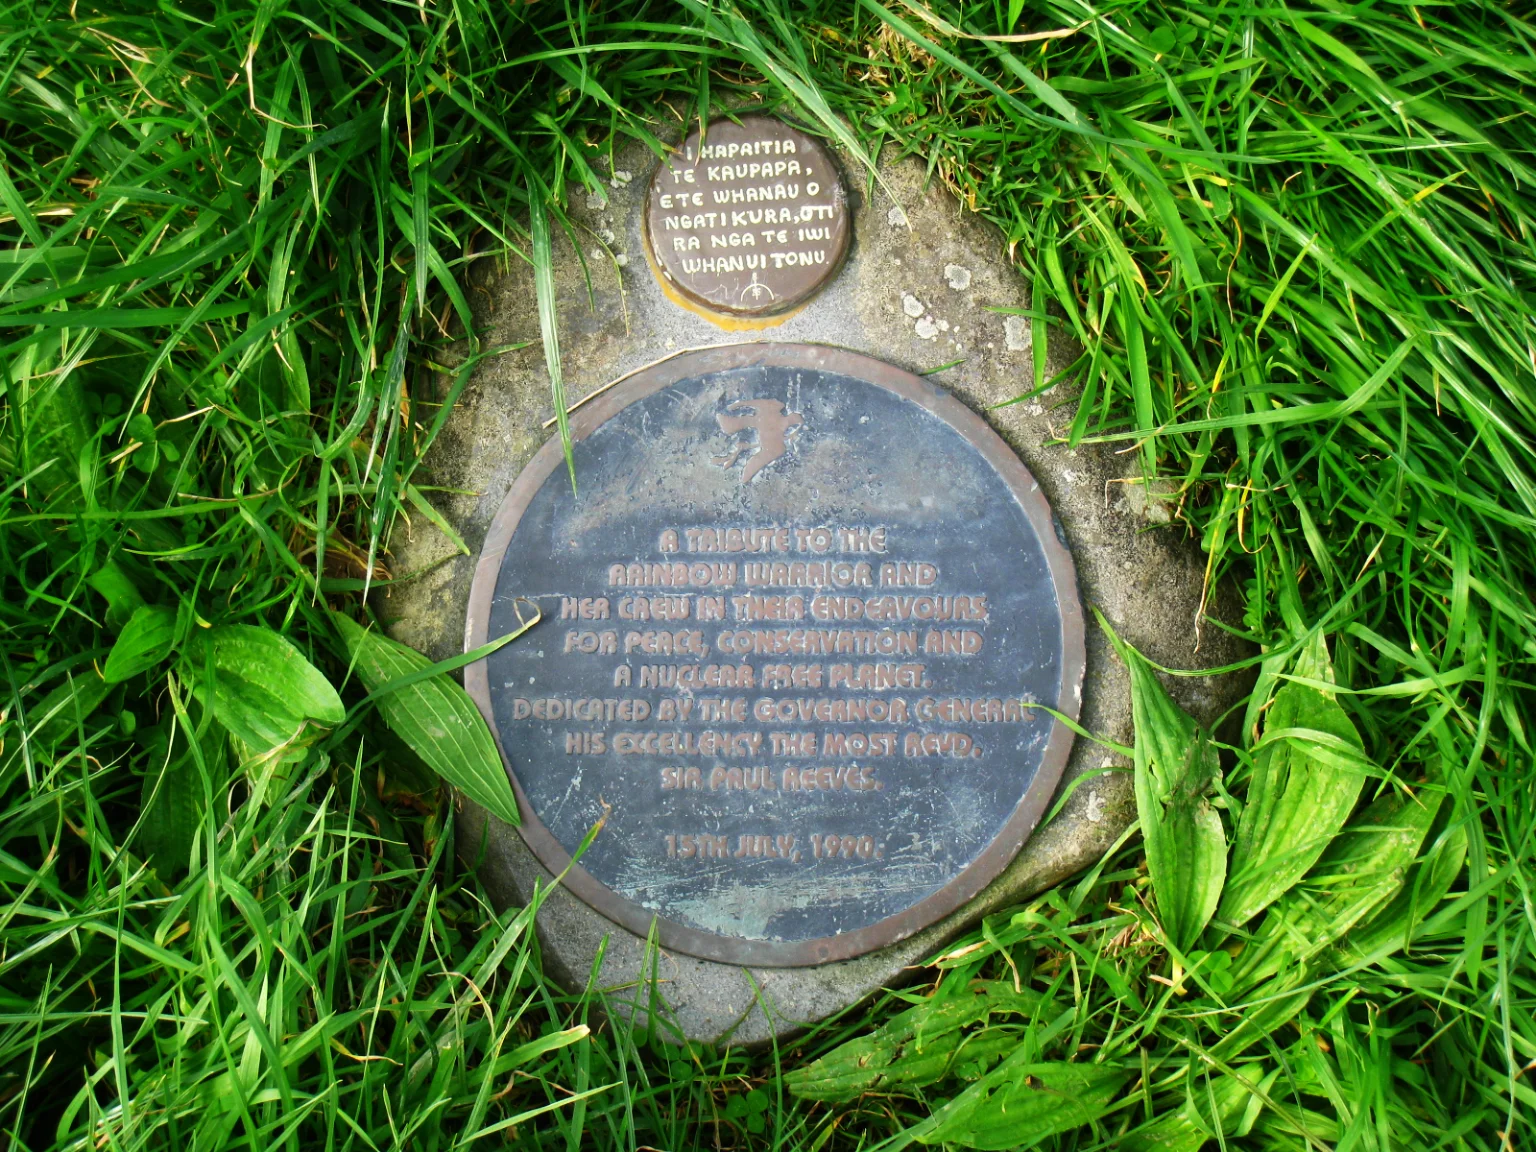 I HAPAITIA
TE KAUPAPA,
E TE WHANAU O
NGATI KURA, OTI
RA NGA TE IWI
WHANUI TONU.
A TRIBUTE TO THE
RAINBOW WARRIOR AND
HER CREW IN THEIR ENDEAVOURS
FOR PEACE, CONSERVATION AND
A NUCLEAR FREE PLANET.
DEDICATED BY THE GOVERNOR GENERAL
HIS EXCELLENCY THE MOST REVD.
SIR PAUL REEVES.
15TH JULY, 1990.